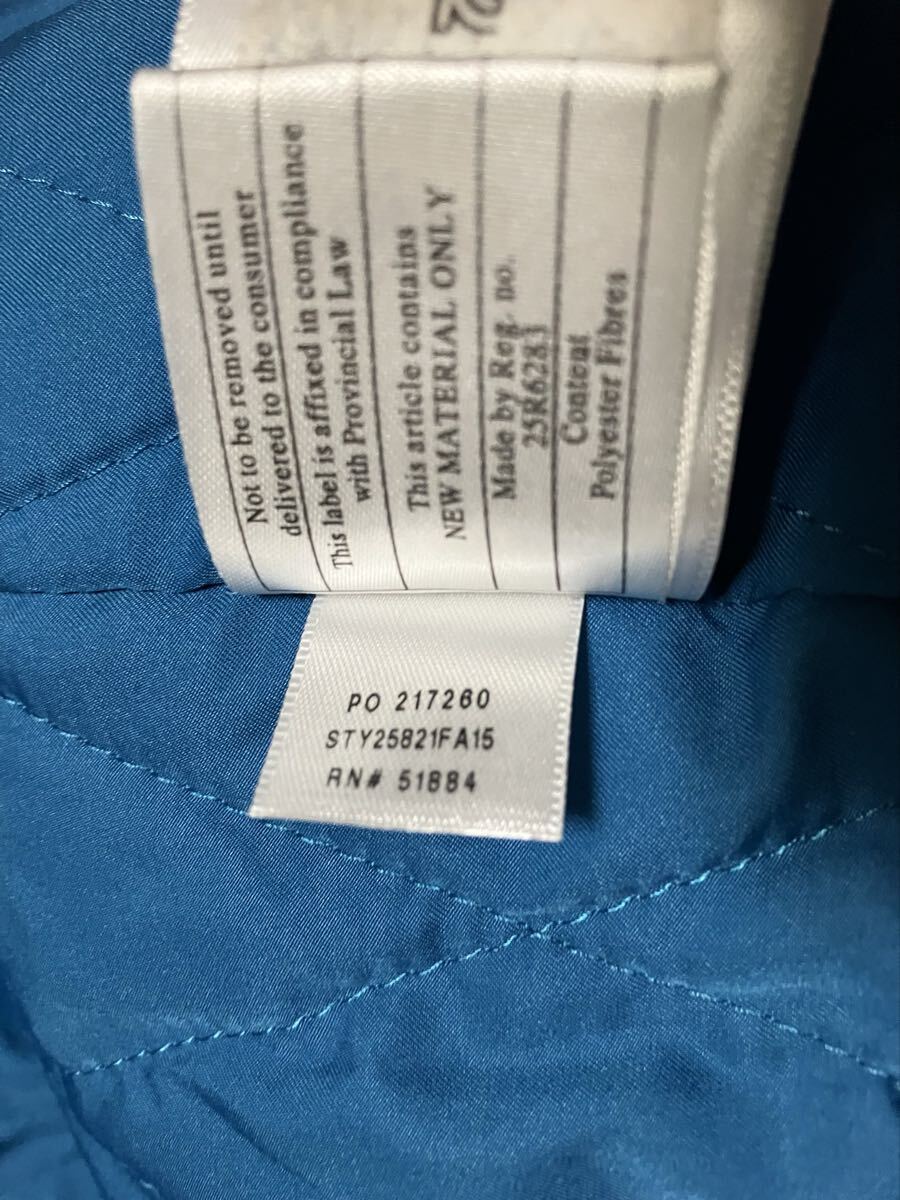 Not to be removed until
delivered to the consumer
This label is affixed in compliance
with Provincial Law
This article contains
NEW MATERIAL ONLY
Made by Reg. no.
25R6283
Content
Polyester Fibres
PO 217260
STY25821FA15
RN# 51884